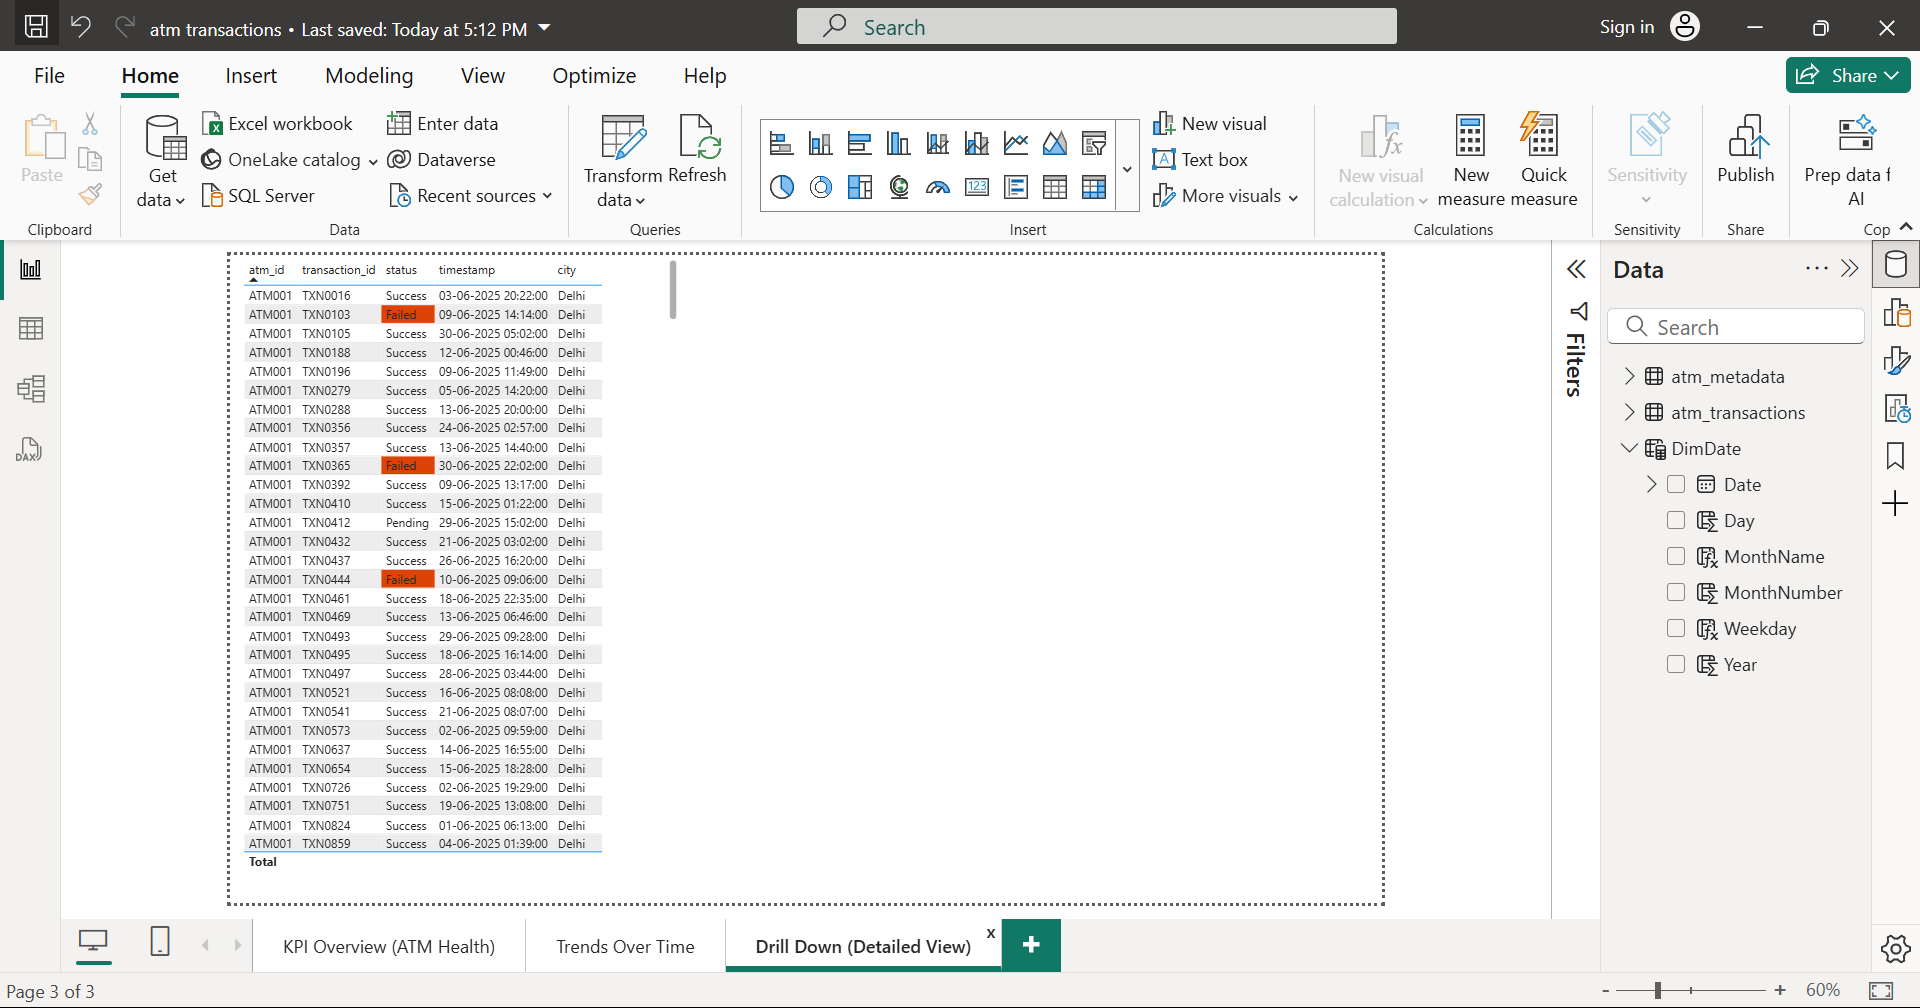 atm transactions • Last saved: Today at 5:12 PM
Search
Sign in
File Home Insert Modeling View Optimize Help
Share
Paste
Clipboard
Get data
Excel workbook
OneLake catalog
SQL Server
Enter data
Dataverse
Recent sources
Data
Transform data
Refresh
Queries
123
New visual
A Text box
More visuals
Insert
New visual calculation
New measure
Quick measure
Calculations
Sensitivity
Sensitivity
Publish
Share
Prep data f
AI
Cop
DAX
atm_id transaction_id status timestamp city
ATM001 TXN0016 Success 03-06-2025 20:22:00 Delhi
ATM001 TXN0103 Failed 09-06-2025 14:14:00 Delhi
ATM001 TXN0105 Success 30-06-2025 05:02:00 Delhi
ATM001 TXN0188 Success 12-06-2025 00:46:00 Delhi
ATM001 TXN0196 Success 09-06-2025 11:49:00 Delhi
ATM001 TXN0279 Success 05-06-2025 14:20:00 Delhi
ATM001 TXN0288 Success 13-06-2025 20:00:00 Delhi
ATM001 TXN0356 Success 24-06-2025 02:57:00 Delhi
ATM001 TXN0357 Success 13-06-2025 14:40:00 Delhi
ATM001 TXN0365 Failed 30-06-2025 22:02:00 Delhi
ATM001 TXN0392 Success 09-06-2025 13:17:00 Delhi
ATM001 TXN0410 Success 15-06-2025 01:22:00 Delhi
ATM001 TXN0412 Pending 29-06-2025 15:02:00 Delhi
ATM001 TXN0432 Success 21-06-2025 03:02:00 Delhi
ATM001 TXN0437 Success 26-06-2025 16:20:00 Delhi
ATM001 TXN0444 Failed 10-06-2025 09:06:00 Delhi
ATM001 TXN0461 Success 18-06-2025 22:35:00 Delhi
ATM001 TXN0469 Success 13-06-2025 06:46:00 Delhi
ATM001 TXN0493 Success 29-06-2025 09:28:00 Delhi
ATM001 TXN0495 Success 18-06-2025 16:14:00 Delhi
ATM001 TXN0497 Success 28-06-2025 03:44:00 Delhi
ATM001 TXN0521 Success 16-06-2025 08:08:00 Delhi
ATM001 TXN0541 Success 21-06-2025 08:07:00 Delhi
ATM001 TXN0573 Success 02-06-2025 09:59:00 Delhi
ATM001 TXN0637 Success 14-06-2025 16:55:00 Delhi
ATM001 TXN0654 Success 15-06-2025 18:28:00 Delhi
ATM001 TXN0726 Success 02-06-2025 19:29:00 Delhi
ATM001 TXN0751 Success 19-06-2025 13:08:00 Delhi
ATM001 TXN0824 Success 01-06-2025 06:13:00 Delhi
ATM001 TXN0859 Success 04-06-2025 01:39:00 Delhi
Total
Filters
Data
Search
atm_metadata
atm_transactions
DimDate
Date
Day
MonthName
MonthNumber
Weekday
Year
KPI Overview (ATM Health) Trends Over Time Drill Down (Detailed View) x +
Page 3 of 3
- + 60%